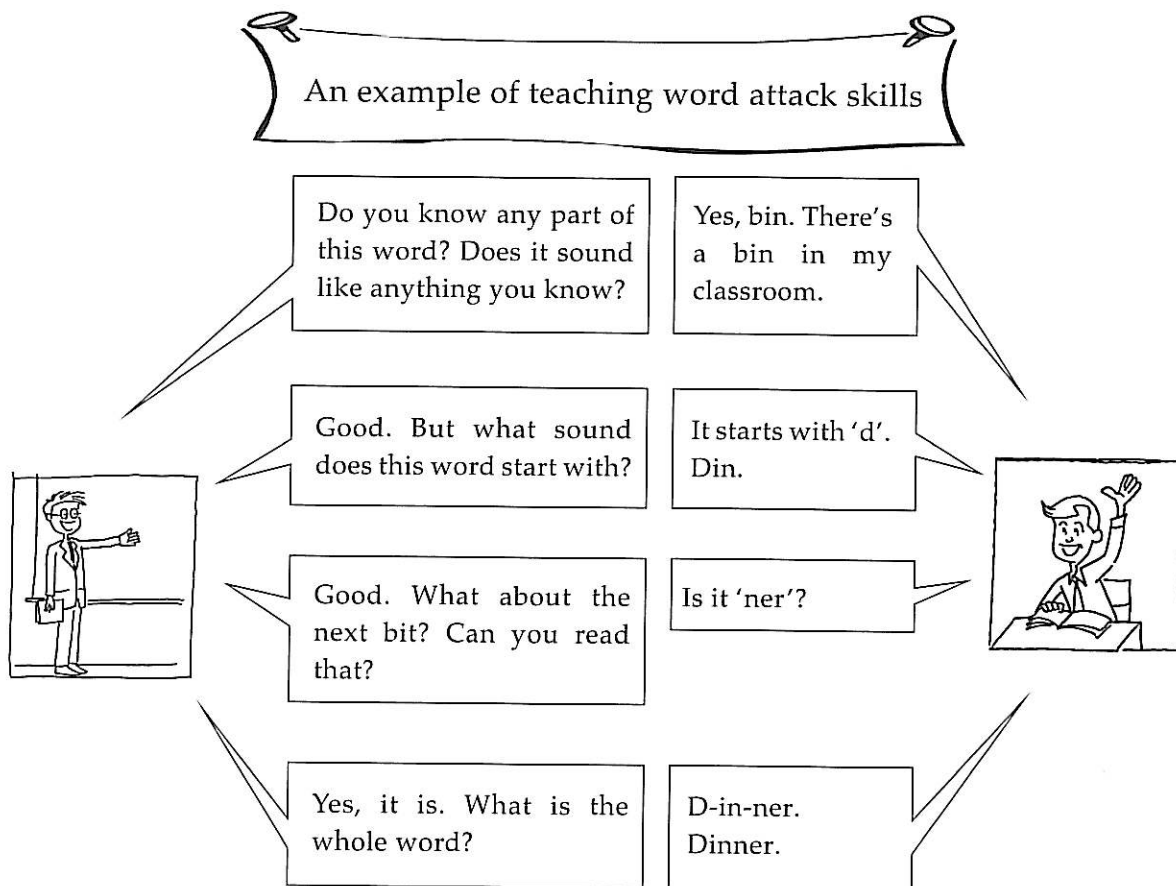 An example of teaching word attack skills
Do you know any part of
this word? Does it sound
like anything you know?
Yes, bin. There's
a bin in my
classroom.
Good. But what sound
does this word start with?
It starts with 'd'.
Din.
Good. What about the
next bit? Can you read
that?
Is it 'ner'?
Yes, it is. What is the
whole word?
D-in-ner.
Dinner.